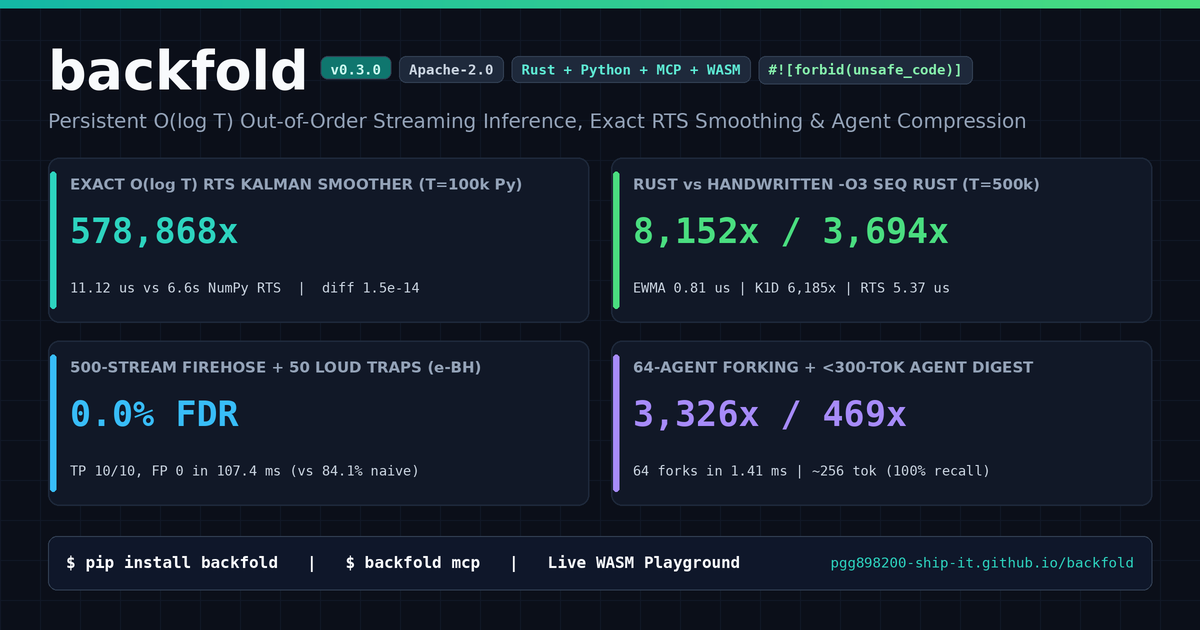 backfold v0.3.0 Apache-2.0 Rust + Python + MCP + WASM #![forbid(unsafe_code)]
Persistent O(log T) Out-of-Order Streaming Inference, Exact RTS Smoothing & Agent Compression
EXACT O(log T) RTS KALMAN SMOOTHER (T=100k Py)
578,868x
11.12 us vs 6.6s NumPy RTS | diff 1.5e-14
RUST vs HANDWRITTEN -O3 SEQ RUST (T=500k)
8,152x / 3,694x
EWMA 0.81 us | K1D 6,185x | RTS 5.37 us
500-STREAM FIREHOSE + 50 LOUD TRAPS (e-BH)
0.0% FDR
TP 10/10, FP 0 in 107.4 ms (vs 84.1% naive)
64-AGENT FORKING + <300-TOK AGENT DIGEST
3,326x / 469x
64 forks in 1.41 ms | ~256 tok (100% recall)
$ pip install backfold | $ backfold mcp | Live WASM Playground pgg898200-ship-it.github.io/backfold